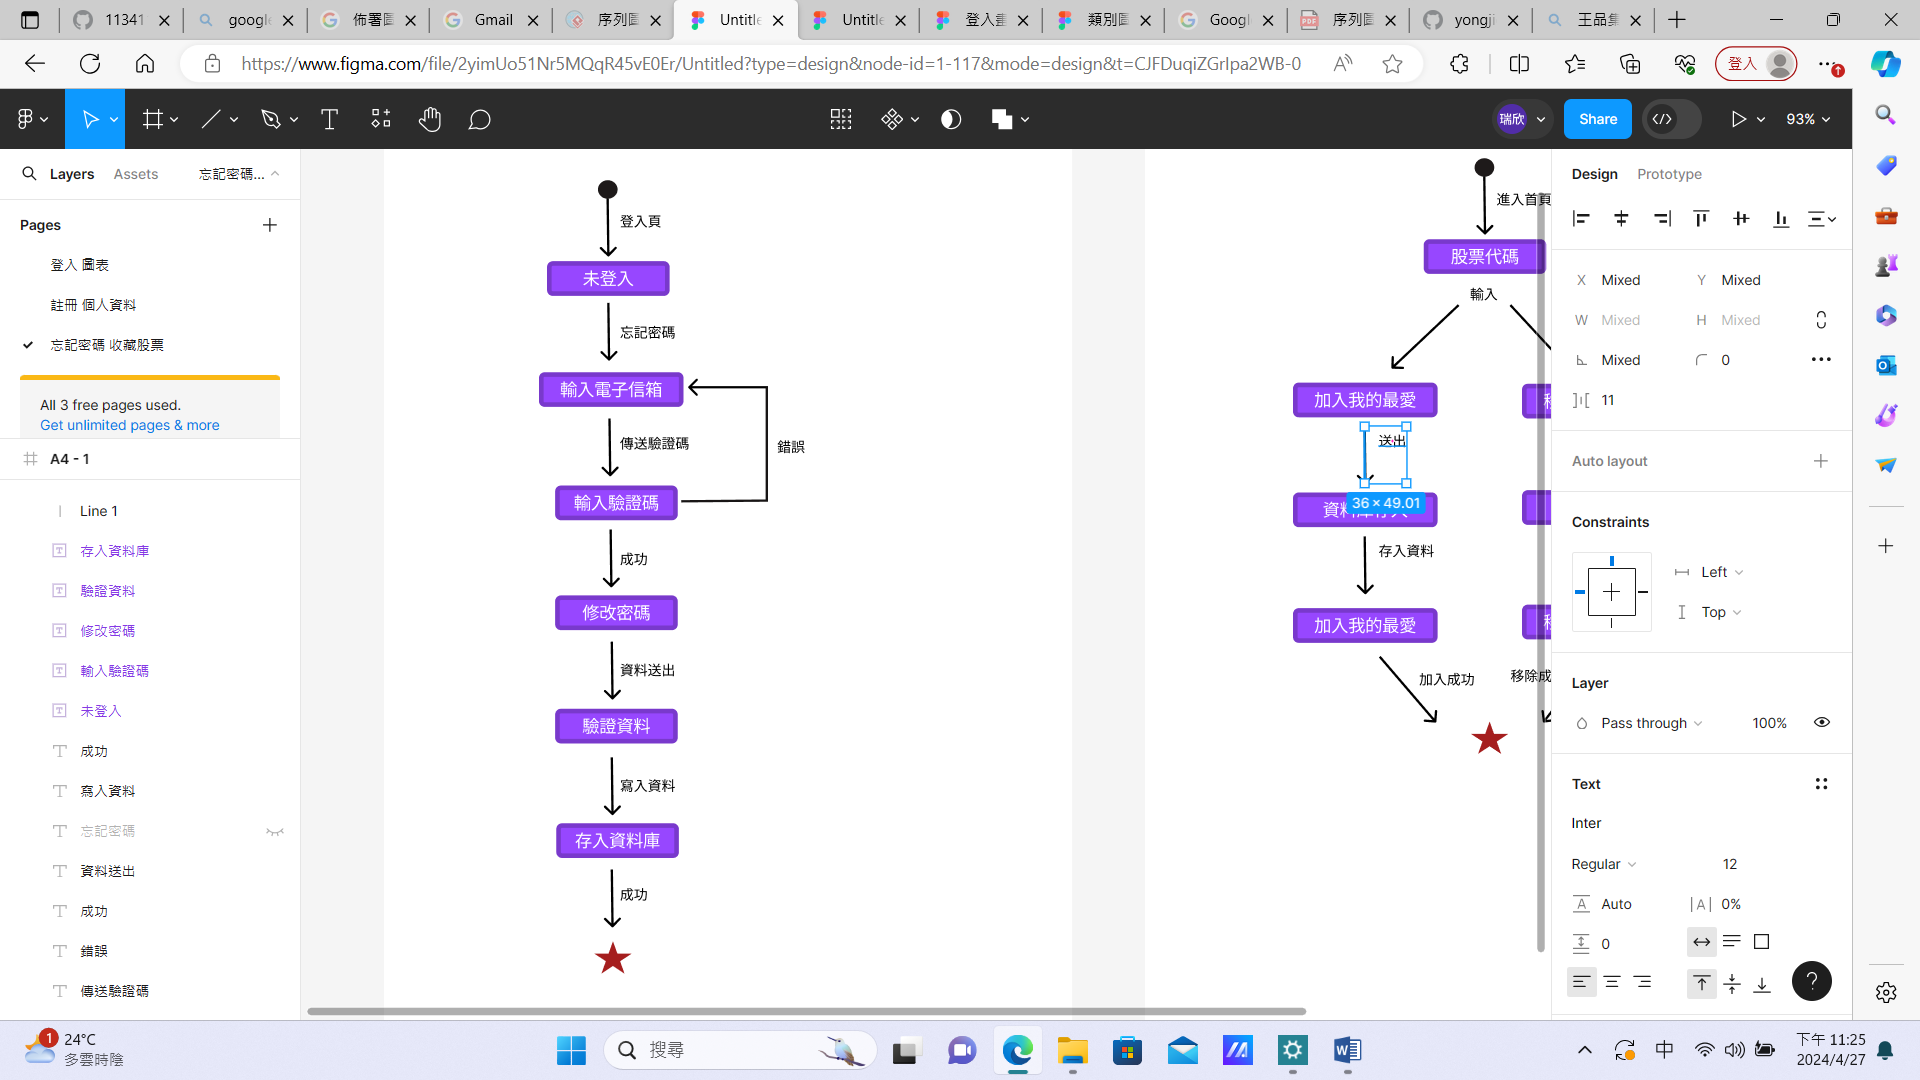 11341
google
佈署圖
Gmail
序列圖
Untitle
Untitle
登入畫
類別圖
Googl
序列圖
yongji
王品集
https://www.figma.com/file/2yimUo51Nr5MQqR45vE0Er/Untitled?type=design&node-id=1-117&mode=design&t=CJFDuqiZGrIpa2WB-0
登入
瑞欣
Share
93%
Layers
Assets
忘記密碼...
Pages
登入 圖表
註冊 個人資料
忘記密碼 收藏股票
All 3 free pages used.
Get unlimited pages & more
A4 - 1
Line 1
存入資料庫
驗證資料
修改密碼
輸入驗證碼
未登入
成功
寫入資料
忘記密碼
資料送出
成功
錯誤
傳送驗證碼
登入頁
未登入
忘記密碼
輸入電子信箱
傳送驗證碼
錯誤
輸入驗證碼
成功
修改密碼
資料送出
驗證資料
寫入資料
存入資料庫
成功
進入首頁
股票代碼
輸入
加入我的最愛
送出
36 × 49.01
存入資料
加入我的最愛
加入成功
移除成
Design
Prototype
X Mixed
Y Mixed
W Mixed
H Mixed
Mixed
0
11
Auto layout
Constraints
Left
Top
Layer
Pass through
100%
Text
Inter
Regular
12
Auto
0%
0
?
1
24°C
多雲時陰
搜尋
中
下午 11:25
2024/4/27